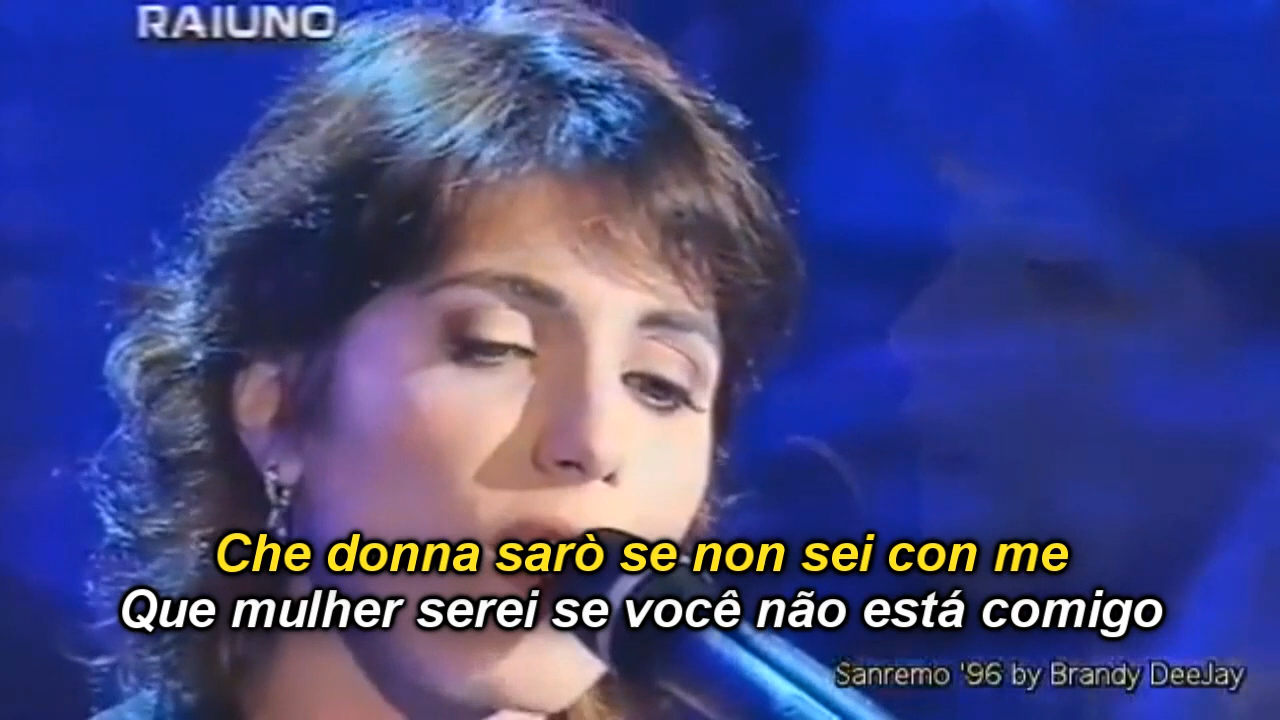 RAIUNO
Che donna sarò se non sei con me
Que mulher serei se você não está comigo
Sanremo '96 by Brandy DeeJay